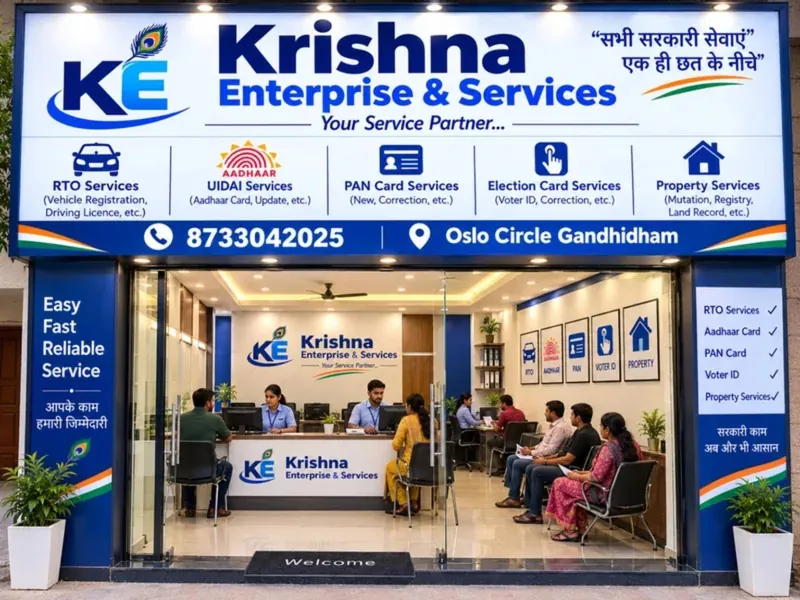 KE
Krishna
Enterprise & Services
Your Service Partner...
“सभी सरकारी सेवाएं”
एक ही छत के नीचे”
RTO Services
(Vehicle Registration,
Driving Licence, etc.)
AADHAAR
UIDAI Services
(Aadhaar Card, Update, etc.)
PAN Card Services
(New, Correction, etc.)
Election Card Services
(Voter ID, Correction, etc.)
Property Services
(Mutation, Registry,
Land Record, etc.)
8733042025
Oslo Circle Gandhidham
Easy
Fast
Reliable
Service
आपके काम
हमारी जिम्मेदारी
KE
Krishna
Enterprise & Services
Your Service Partner...
RTO
AADHAAR
PAN
VOTER ID
PROPERTY
KE
Krishna
Enterprise & Services
RTO Services ✓
Aadhaar Card ✓
PAN Card ✓
Voter ID ✓
Property Services ✓
सरकारी काम
अब और भी आसान
Welcome